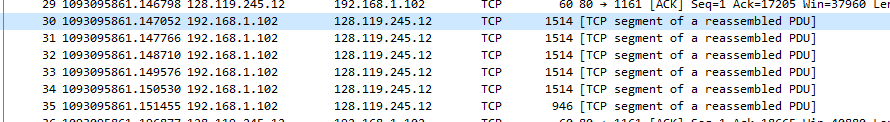 29 1093095861.146798 128.119.245.12 192.168.1.102 TCP 60 80 → 1161 [ACK] Seq=1 Ack=17205 Win=37960 Len
30 1093095861.147052 192.168.1.102 128.119.245.12 TCP 1514 [TCP segment of a reassembled PDU]
31 1093095861.147766 192.168.1.102 128.119.245.12 TCP 1514 [TCP segment of a reassembled PDU]
32 1093095861.148710 192.168.1.102 128.119.245.12 TCP 1514 [TCP segment of a reassembled PDU]
33 1093095861.149576 192.168.1.102 128.119.245.12 TCP 1514 [TCP segment of a reassembled PDU]
34 1093095861.150530 192.168.1.102 128.119.245.12 TCP 1514 [TCP segment of a reassembled PDU]
35 1093095861.151455 192.168.1.102 128.119.245.12 TCP 946 [TCP segment of a reassembled PDU]